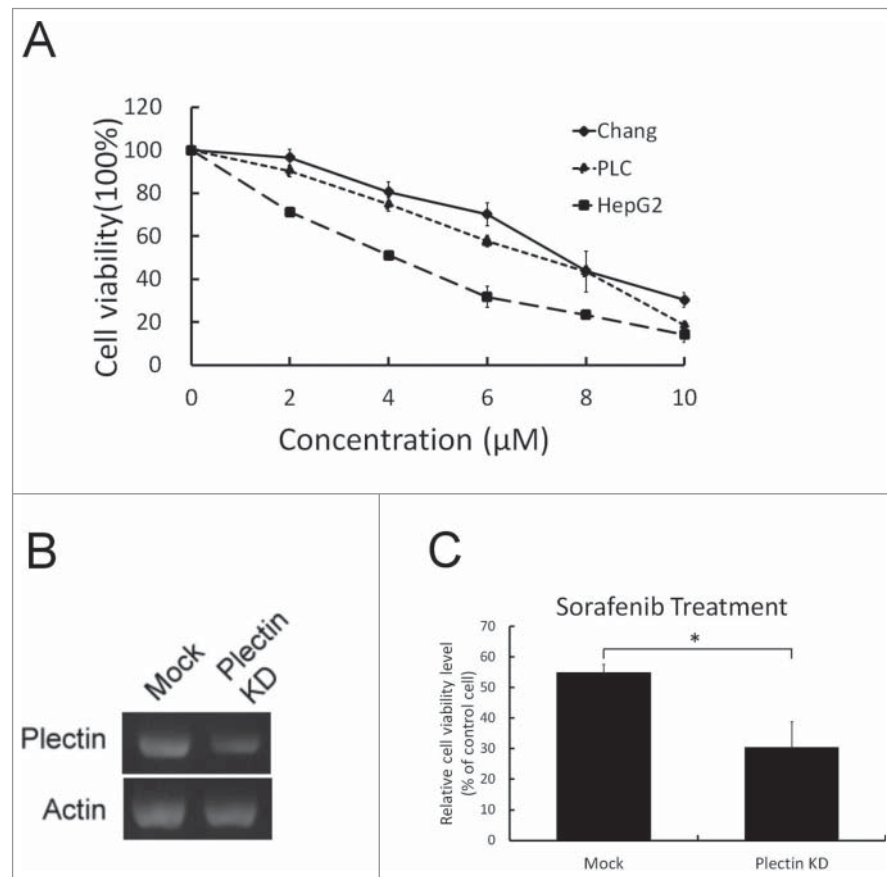 A
120
100
80
60
40
20
0
Cell viability(100%)
0 2 4 6 8 10
Concentration (µM)
Chang
PLC
HepG2
B
Mock Plectin KD
Plectin
Actin
C
Sorafenib Treatment
*
70
60
50
40
30
20
10
0
Relative cell viability level
(% of control cell)
Mock Plectin KD